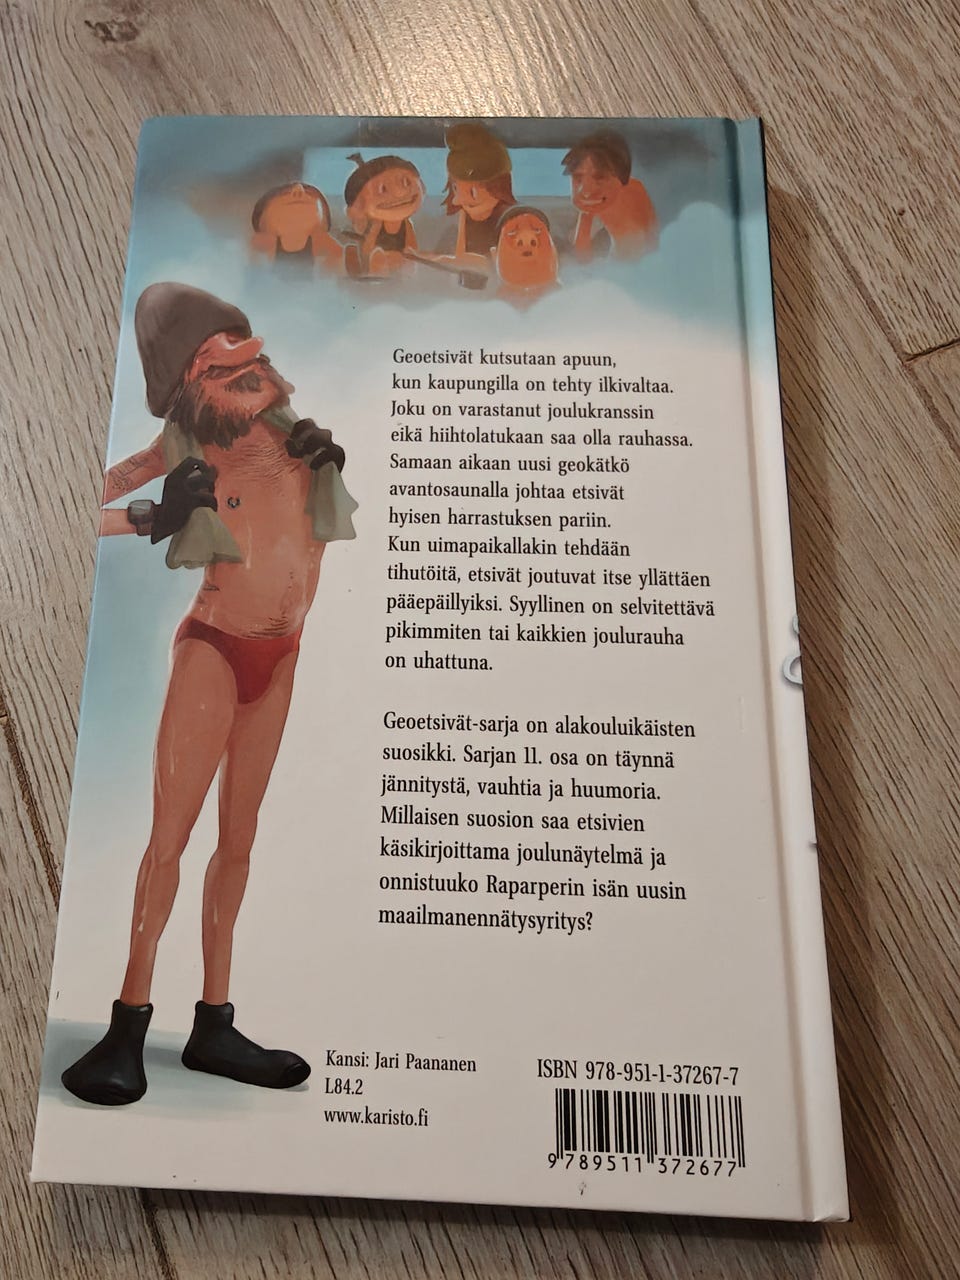 Geoetsivät kutsutaan apuun,
kun kaupungilla on tehty ilkivaltaa.
Joku on varastanut joulukranssin
eikä hiihtolatukaan saa olla rauhassa.
Samaan aikaan uusi geokätkö
avantosaunalla johtaa etsivät
hyisen harrastuksen pariin.
Kun uimapaikallakin tehdään
tihutöitä, etsivät joutuvat itse yllättäen
pääepäillyiksi. Syyllinen on selvitettävä
pikimmiten tai kaikkien joulurauha
on uhattuna.
Geoetsivät-sarja on alakouluikäisten
suosikki. Sarjan 11. osa on täynnä
jännitystä, vauhtia ja huumoria.
Millaisen suosion saa etsivien
käsikirjoittama joulunäytelmä ja
onnistuuko Raparperin isän uusin
maailmanennätysyritys?
Kansi: Jari Paananen
L84.2
www.karisto.fi
ISBN 978-951-1-37267-7
9 789511 372677